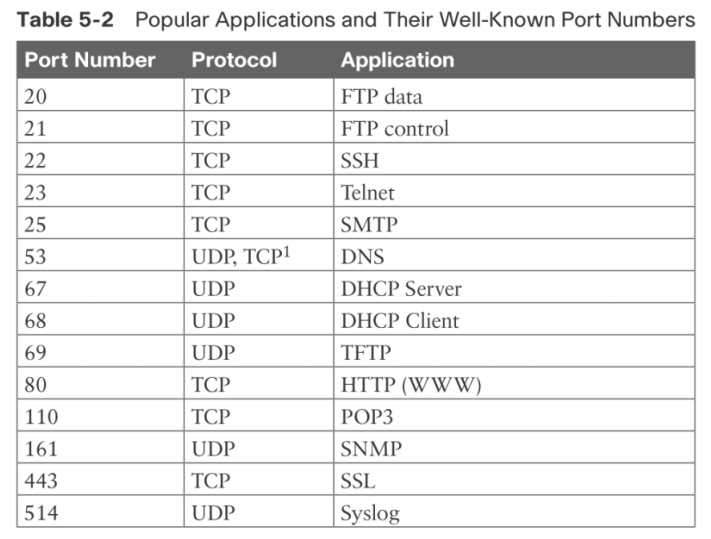 Table 5-2 Popular Applications and Their Well-Known Port Numbers
Port Number Protocol Application
20 TCP FTP data
21 TCP FTP control
22 TCP SSH
23 TCP Telnet
25 TCP SMTP
53 UDP, TCP¹ DNS
67 UDP DHCP Server
68 UDP DHCP Client
69 UDP TFTP
80 TCP HTTP (WWW)
110 TCP POP3
161 UDP SNMP
443 TCP SSL
514 UDP Syslog